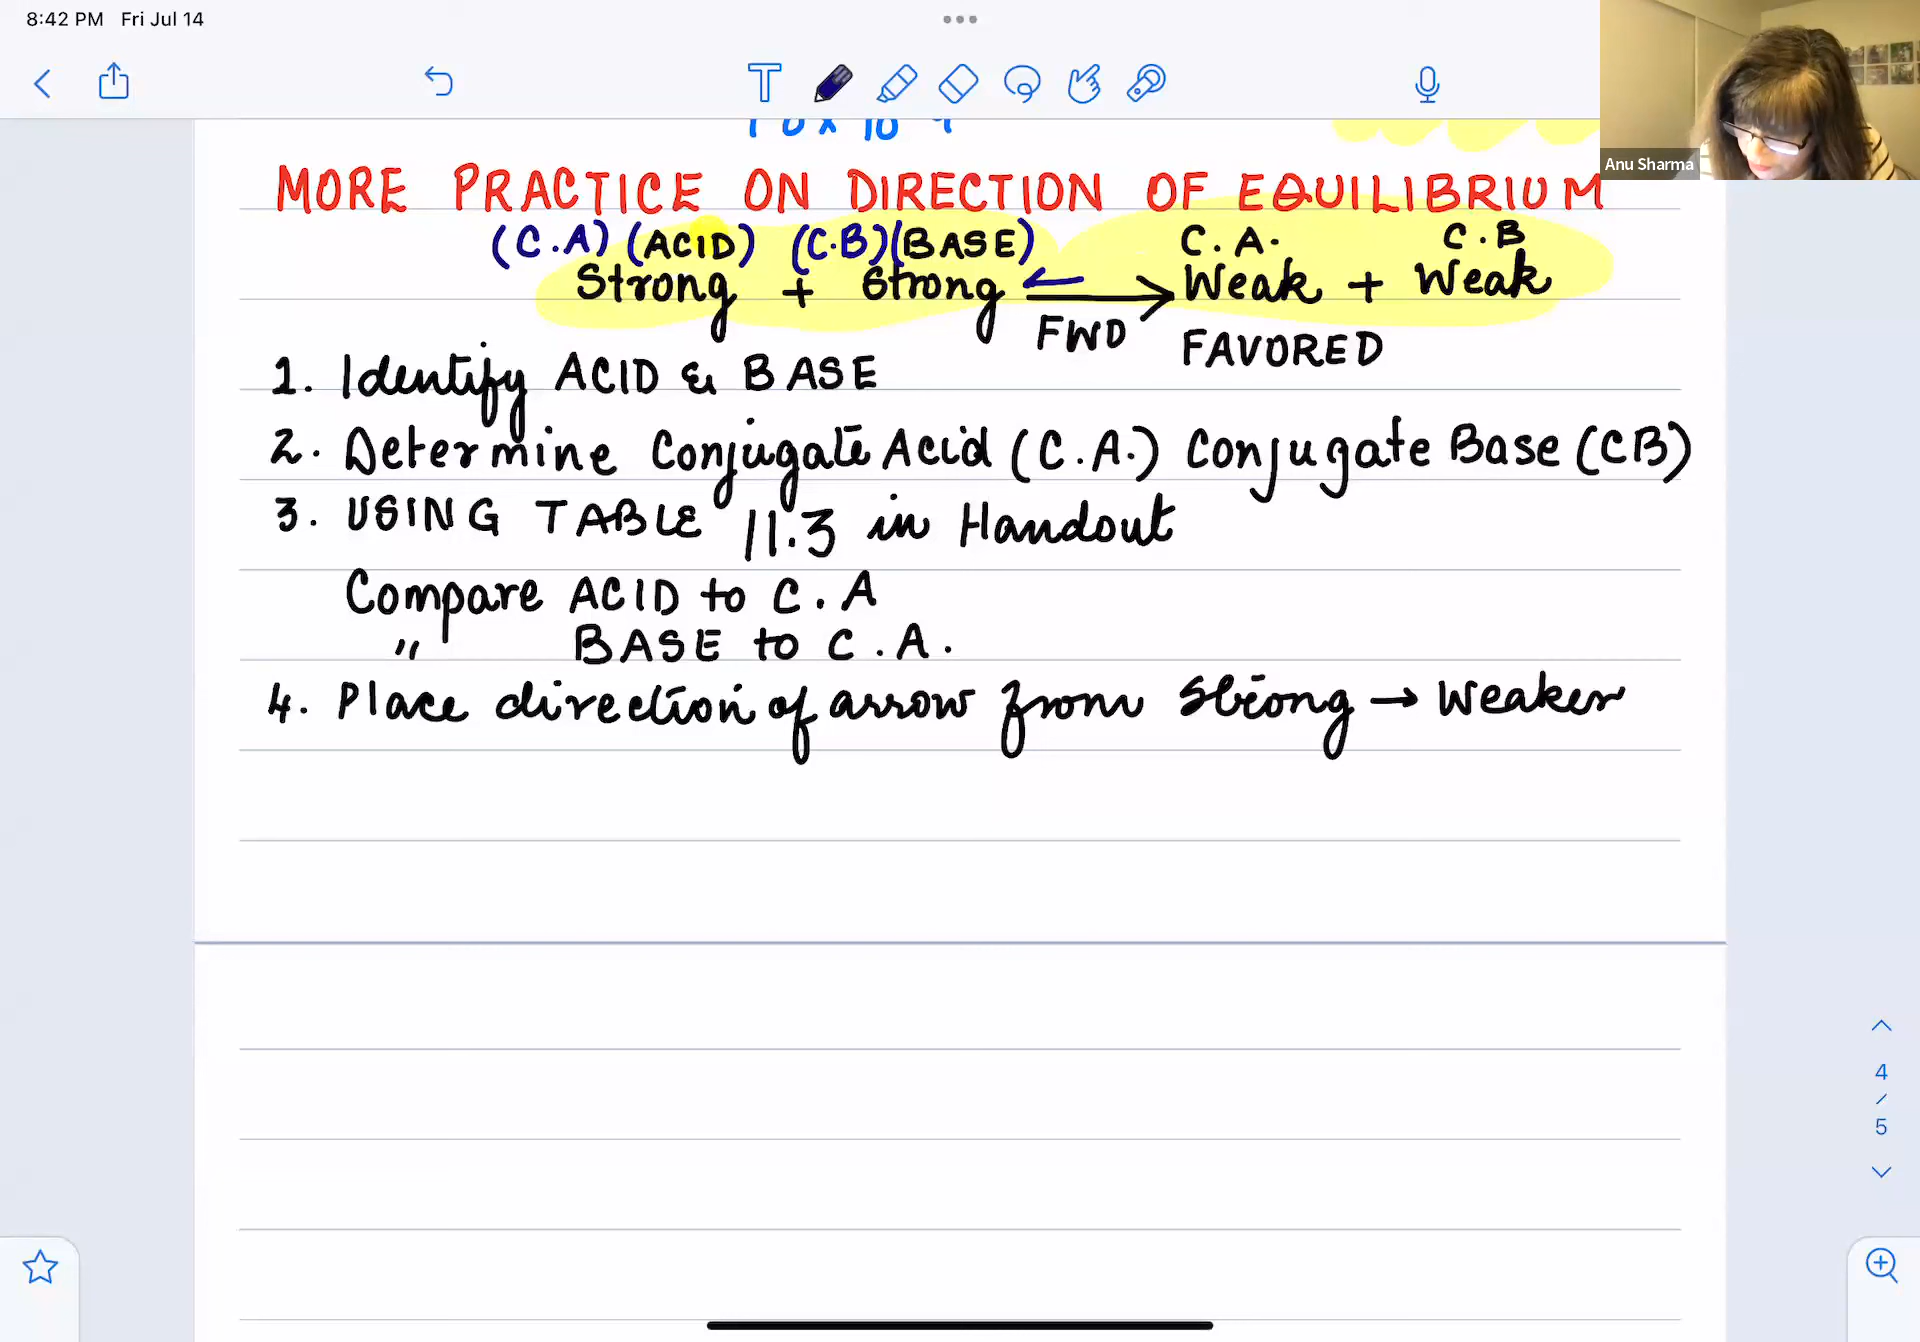 8:42 PM Fri Jul 14
Anu Sharma
MORE PRACTICE ON DIRECTION OF EQUILIBRIUM
(C.A) (ACID) (C.B) (BASE) C.A. C.B
Strong + Strong ⇌ Weak + Weak
FWD FAVORED
1. Identify ACID & BASE
2. Determine Conjugate Acid (C.A.) Conjugate Base (CB)
3. USING TABLE 11.3 in Handout
Compare ACID to C.A
" BASE to C.A.
4. Place direction of arrow from Strong → Weaker
4
/
5